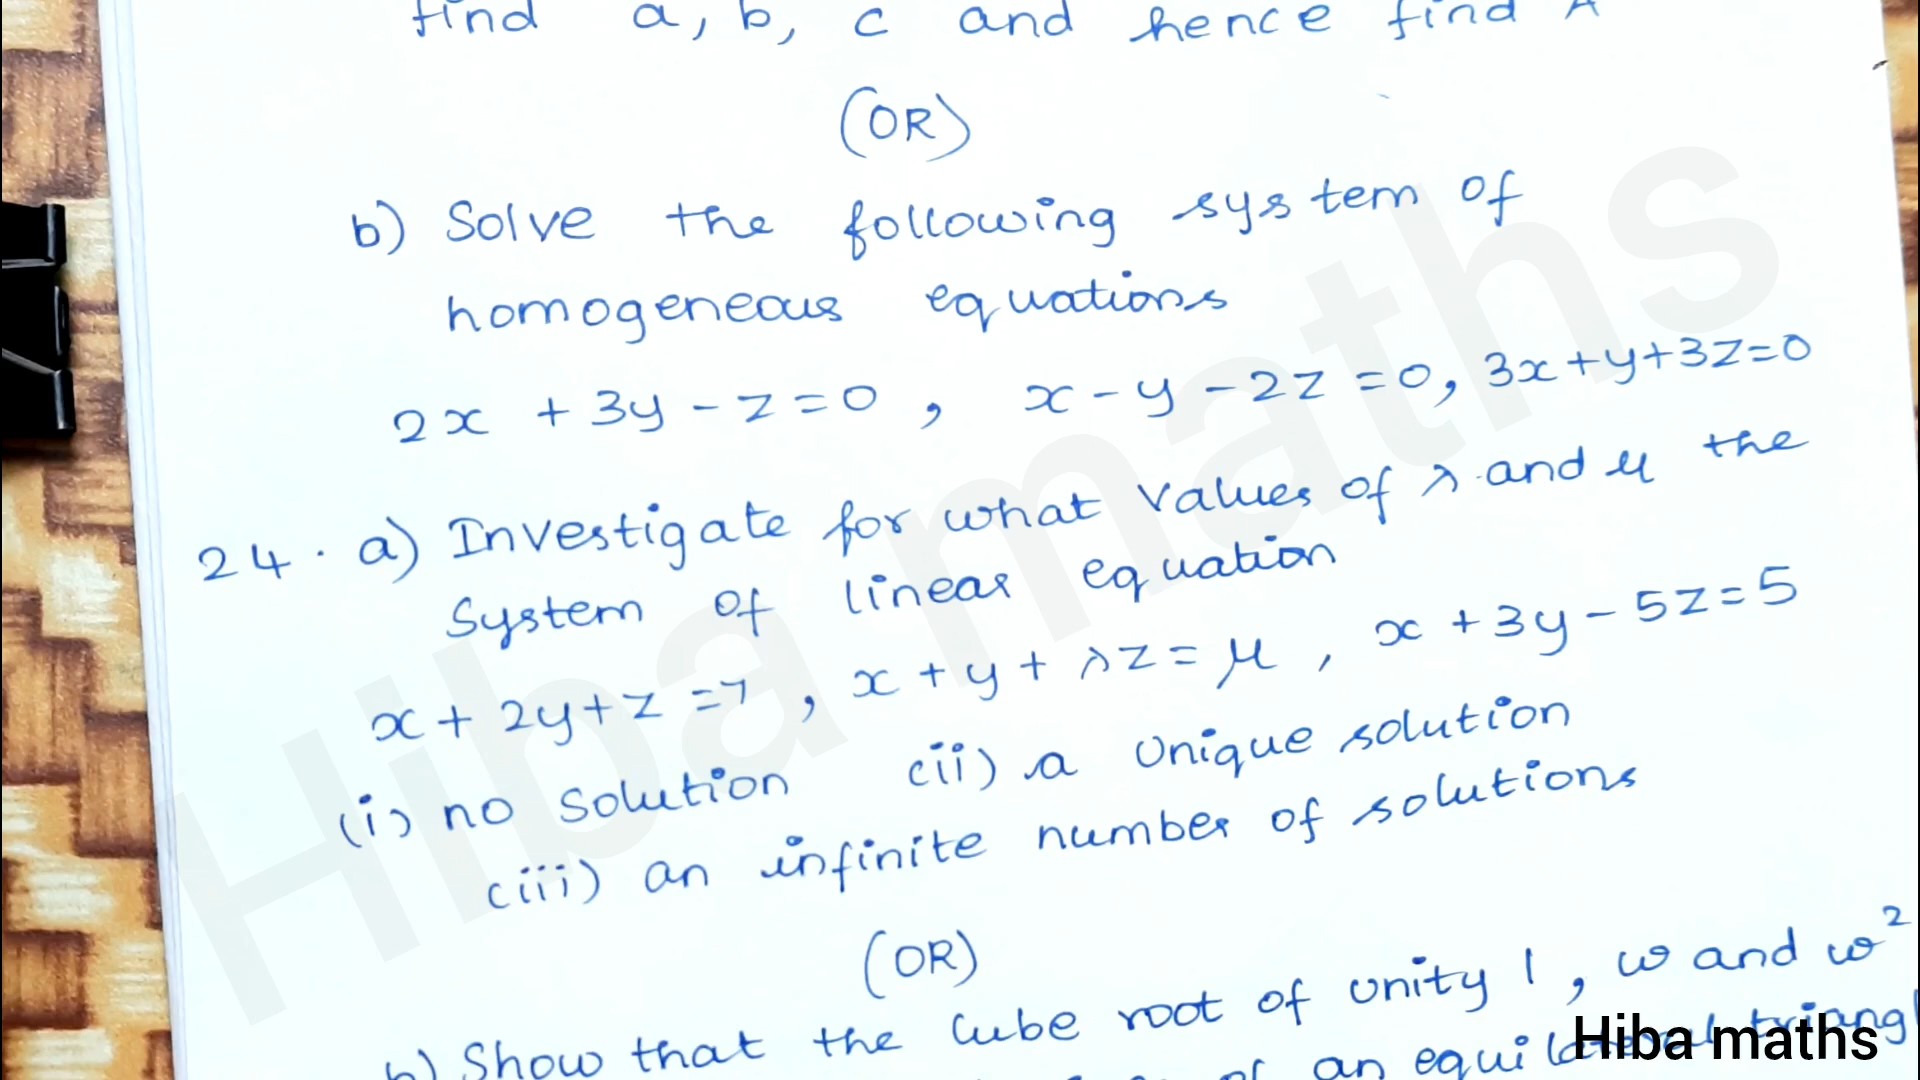 find a, b, c and hence find A
(OR)
b) Solve the following system of
homogeneous equations
2x + 3y - z = 0 , x - y - 2z = 0, 3x + y + 3z = 0
24. a) Investigate for what values of λ and μ the
System of linear equation
x + 2y + z = 7 , x + y + λz = μ , x + 3y - 5z = 5
(i) no solution (ii) a unique solution
(iii) an infinite number of solutions
(OR)
b) Show that the Cube root of unity 1, ω and ω²
an equilateral triang
Hiba maths
Hiba maths